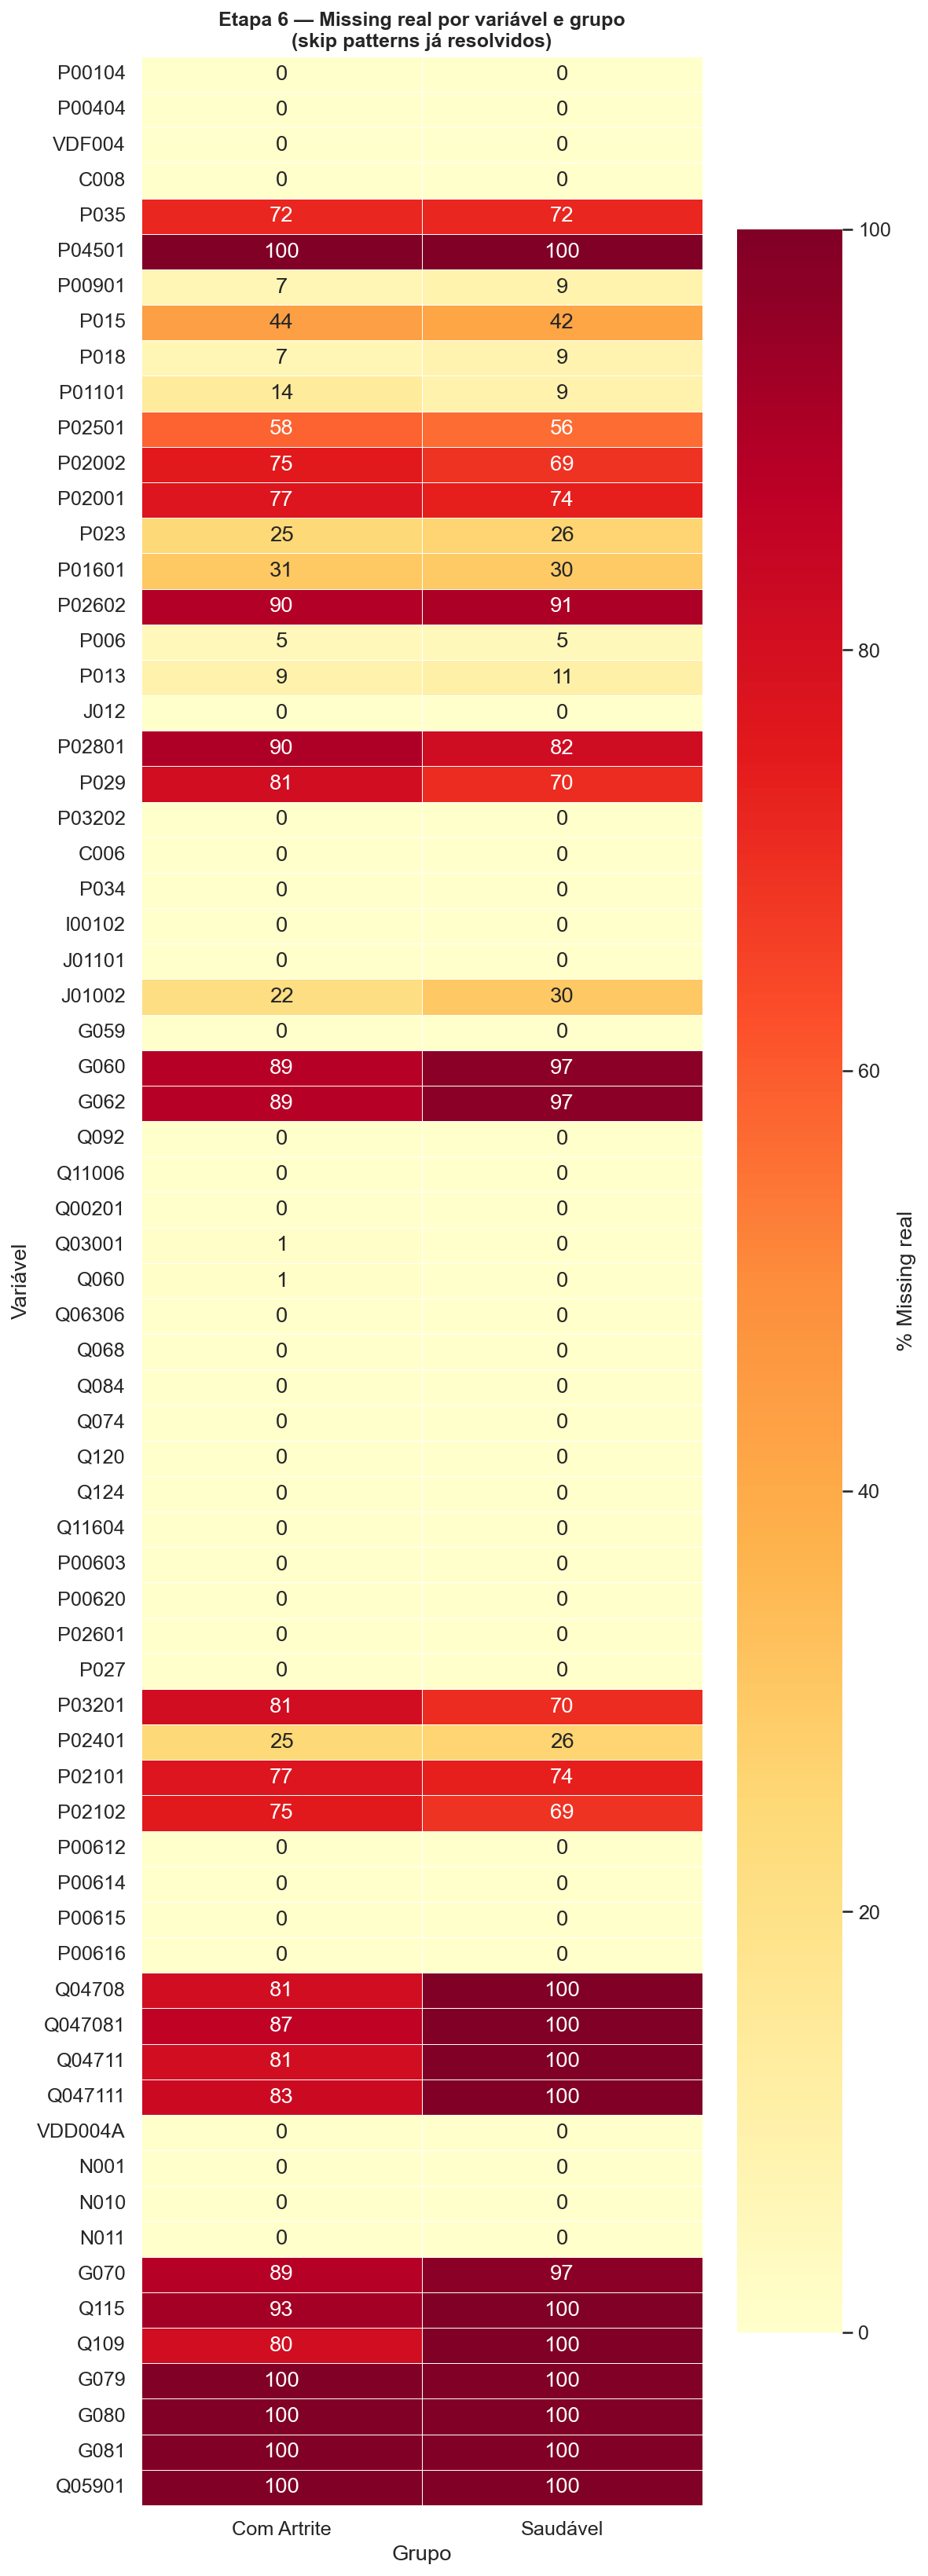 Etapa 6 — Missing real por variável e grupo
(skip patterns já resolvidos)
P00104 0 0
P00404 0 0
VDF004 0 0
C008 0 0
P035 72 72
P04501 100 100
P00901 7 9
P015 44 42
P018 7 9
P01101 14 9
P02501 58 56
P02002 75 69
P02001 77 74
P023 25 26
P01601 31 30
P02602 90 91
P006 5 5
P013 9 11
J012 0 0
P02801 90 82
P029 81 70
P03202 0 0
C006 0 0
P034 0 0
I00102 0 0
J01101 0 0
J01002 22 30
G059 0 0
G060 89 97
G062 89 97
Q092 0 0
Q11006 0 0
Q00201 0 0
Q03001 1 0
Q060 1 0
Q06306 0 0
Q068 0 0
Q084 0 0
Q074 0 0
Q120 0 0
Q124 0 0
Q11604 0 0
P00603 0 0
P00620 0 0
P02601 0 0
P027 0 0
P03201 81 70
P02401 25 26
P02101 77 74
P02102 75 69
P00612 0 0
P00614 0 0
P00615 0 0
P00616 0 0
Q04708 81 100
Q047081 87 100
Q04711 81 100
Q047111 83 100
VDD004A 0 0
N001 0 0
N010 0 0
N011 0 0
G070 89 97
Q115 93 100
Q109 80 100
G079 100 100
G080 100 100
G081 100 100
Q05901 100 100
Com Artrite Saudável
Grupo
Variável
100
80
60
40
20
0
% Missing real